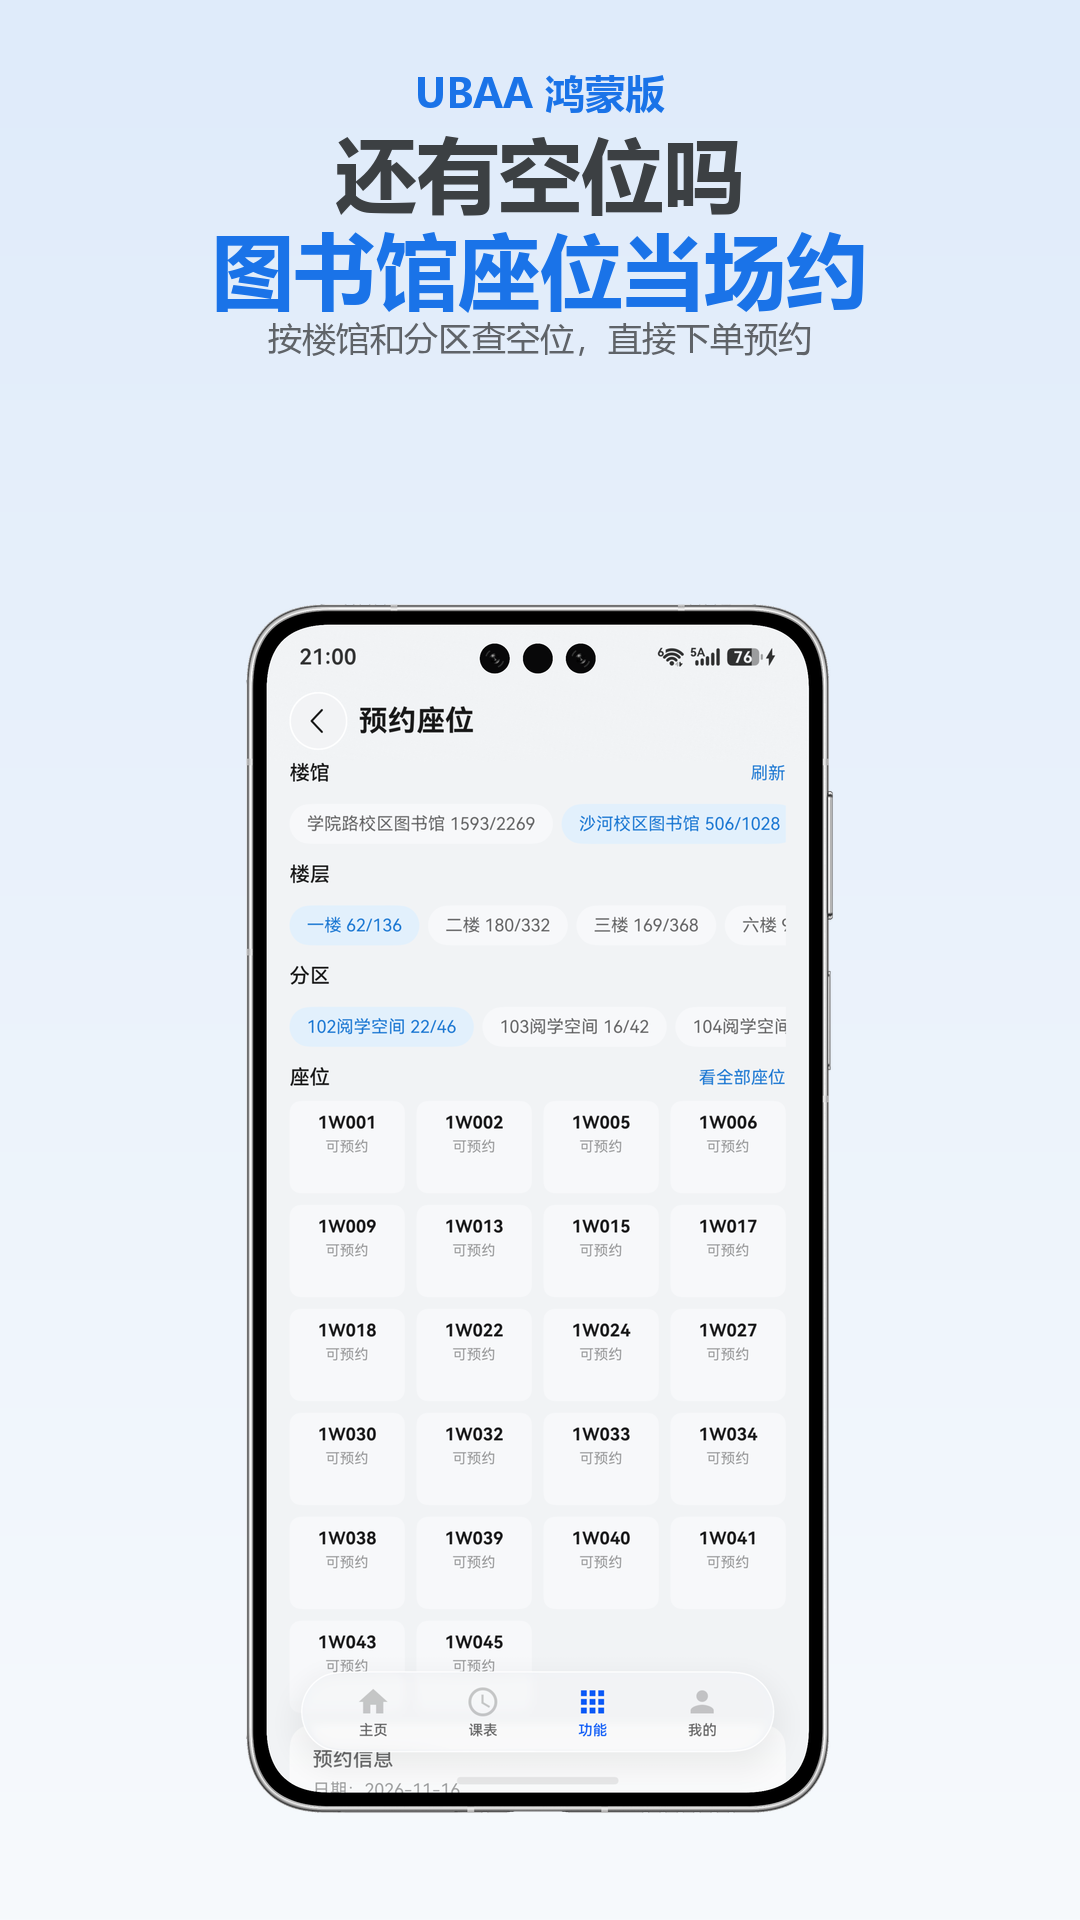 UBAA 鸿蒙版
还有空位吗
图书馆座位当场约
按楼馆和分区查空位，直接下单预约
21:00
6 5A 76
预约座位
楼馆 刷新
学院路校区图书馆 1593/2269 沙河校区图书馆 506/1028
楼层
一楼 62/136 二楼 180/332 三楼 169/368 六楼
分区
102阅学空间 22/46 103阅学空间 16/42 104阅学空间
座位 看全部座位
1W001 1W002 1W005 1W006
可预约 可预约 可预约 可预约
1W009 1W013 1W015 1W017
可预约 可预约 可预约 可预约
1W018 1W022 1W024 1W027
可预约 可预约 可预约 可预约
1W030 1W032 1W033 1W034
可预约 可预约 可预约 可预约
1W038 1W039 1W040 1W041
可预约 可预约 可预约 可预约
1W043 1W045
可预约 可预约
主页 课表 功能 我的
预约信息
日期：2026-11-16